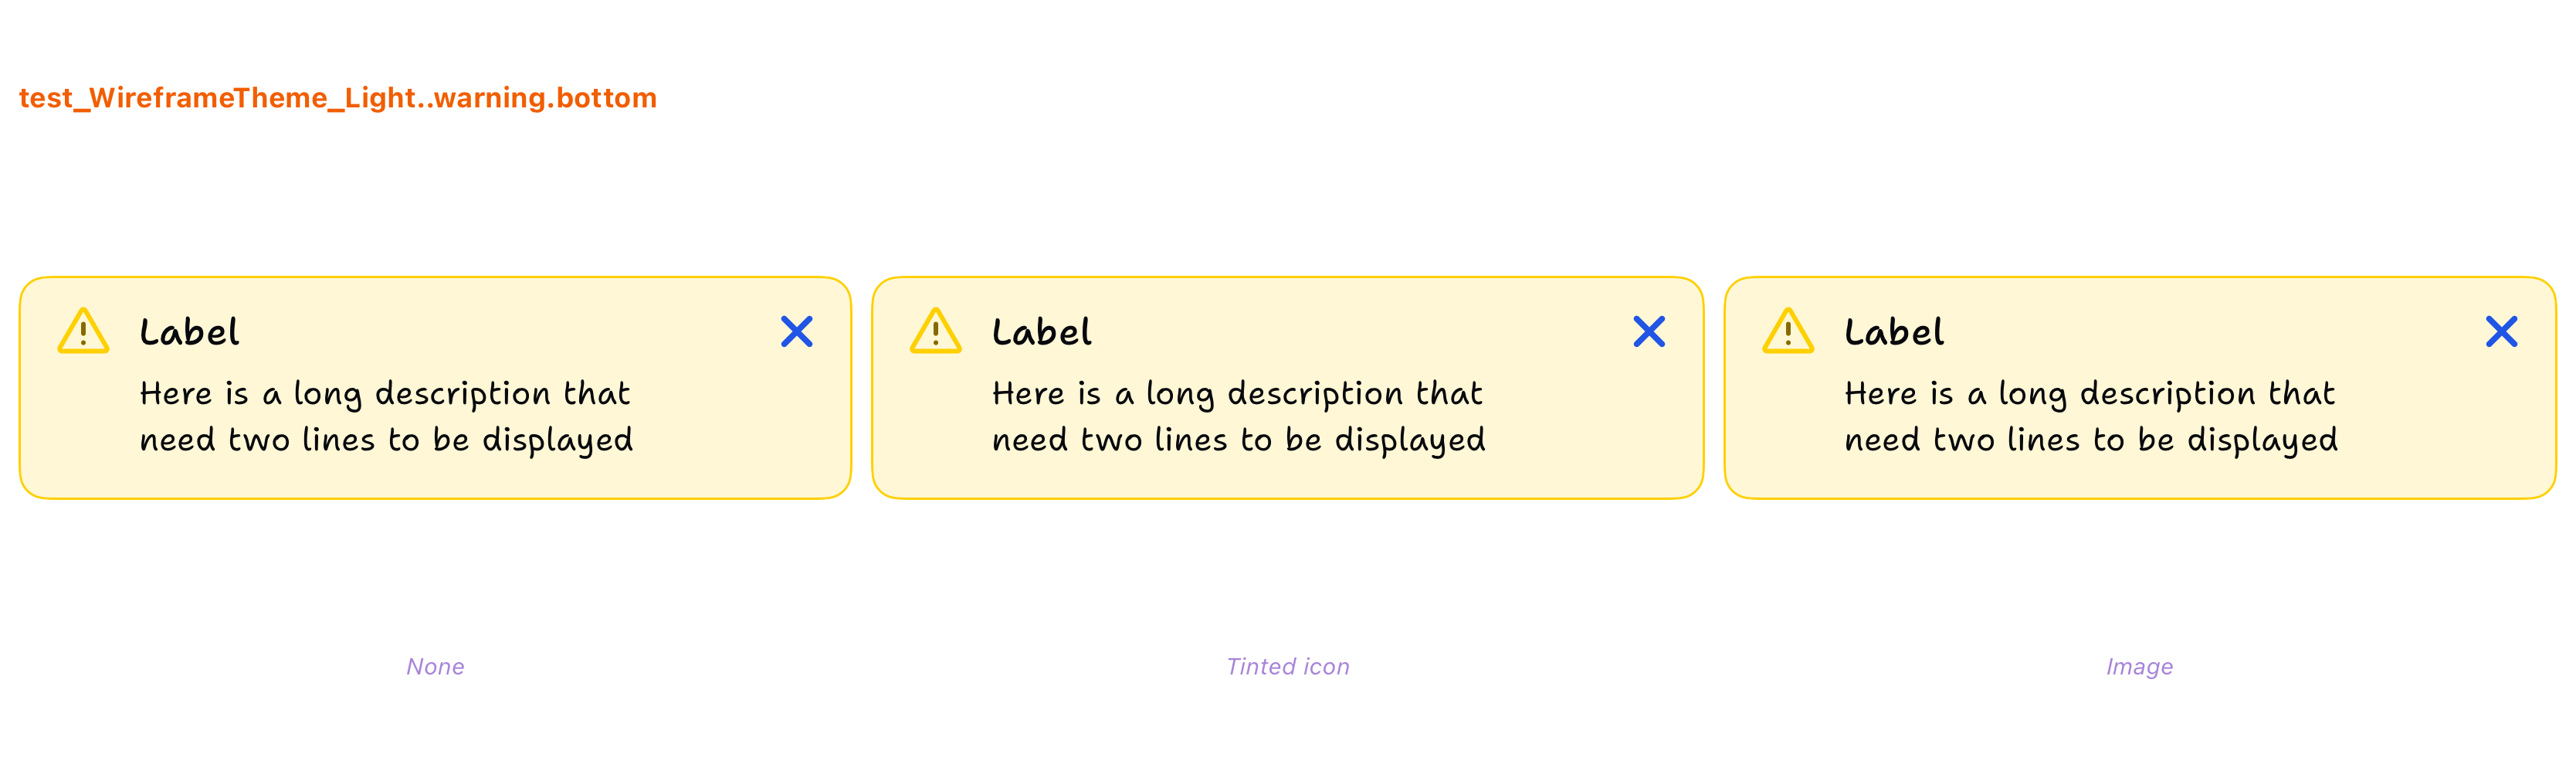 test_WireframeTheme_Light..warning.bottom
Label
Here is a long description that
need two lines to be displayed
Label
Here is a long description that
need two lines to be displayed
Label
Here is a long description that
need two lines to be displayed
None
Tinted icon
Image